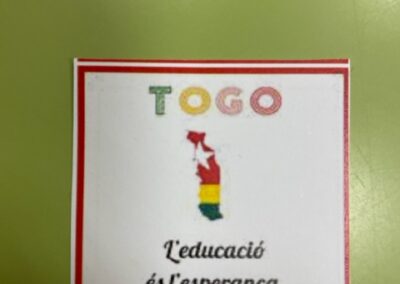 TOGO
L'educació
és l'esperança